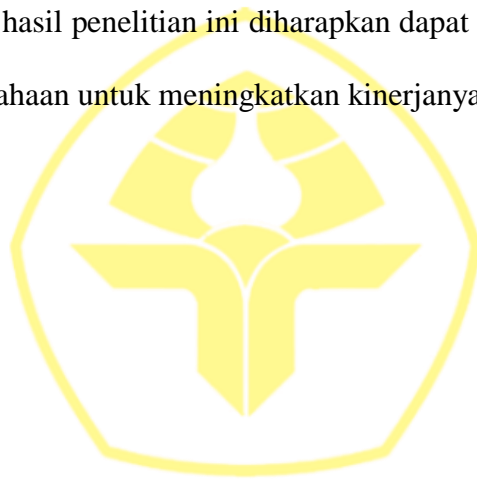 hasil penelitian ini diharapkan dapat
ahaan untuk meningkatkan kinerjanya